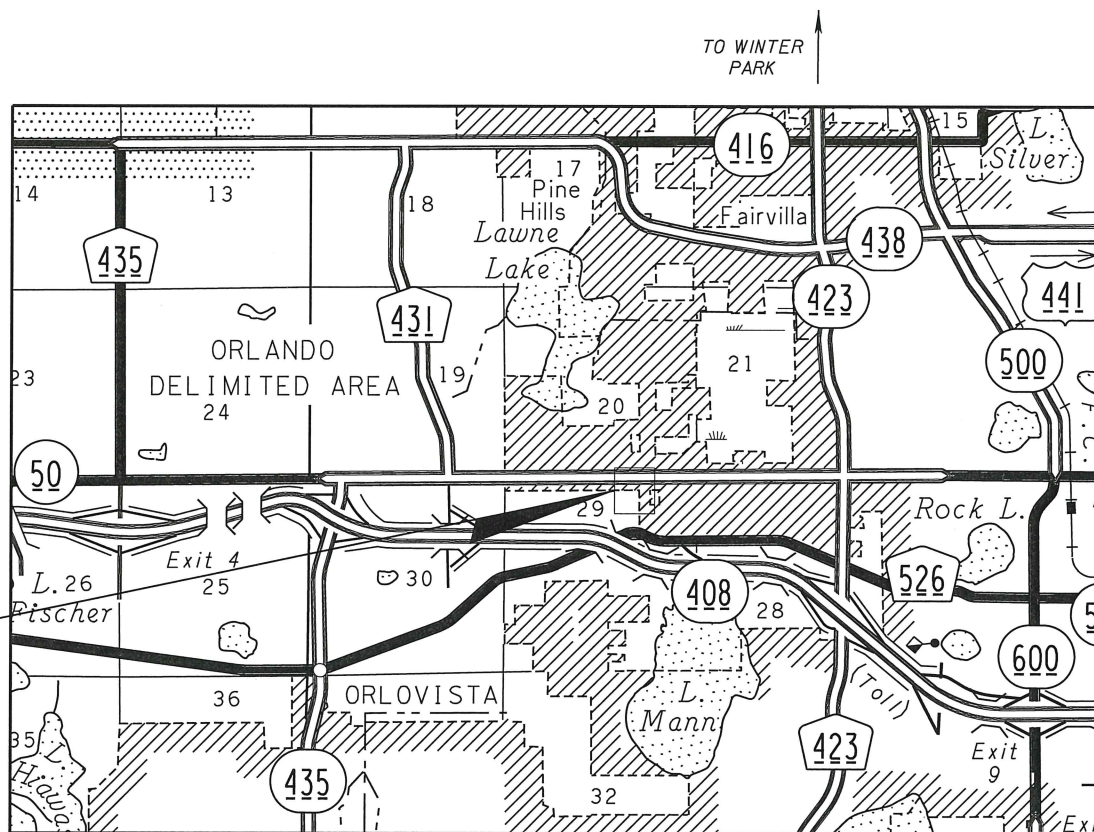 TO WINTER
PARK
15
L.
Silver
416
17
Pine
Hills
14
13
18
Fairvilla
Lawne
Lake
438
435
423
441
431
ORLANDO
DELIMITED AREA
500
23
24
19
20
21
50
29
Rock L.
Exit 4
L.
Fischer
26
25
30
408
28
526
600
36
ORLOVISTA
L.
Mann
(Toll)
423
35
435
32
Exit
9